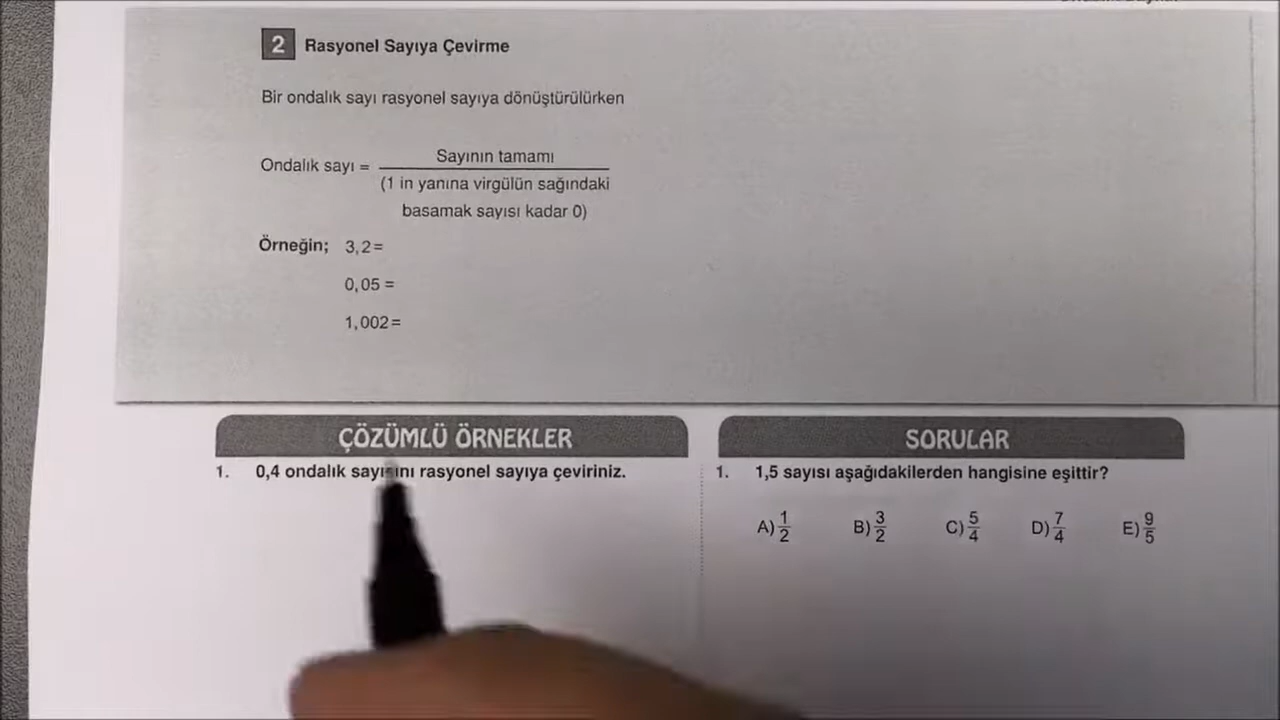 2 Rasyonel Sayıya Çevirme
Bir ondalık sayı rasyonel sayıya dönüştürülürken
Ondalık sayı = Sayının tamamı
(1 in yanına virgülün sağındaki
basamak sayısı kadar 0)
Örneğin; 3,2=
0,05 =
1,002=
ÇÖZÜMLÜ ÖRNEKLER
1. 0,4 ondalık sayısını rasyonel sayıya çeviriniz.
SORULAR
1. 1,5 sayısı aşağıdakilerden hangisine eşittir?
A) 1/2 B) 3/2 C) 5/4 D) 7/4 E) 9/5